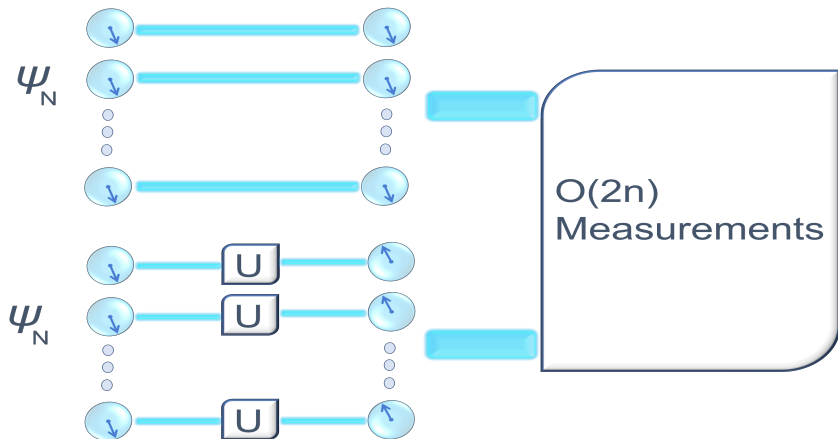 ψN
O(2n)
Measurements
U
ψN
U
U